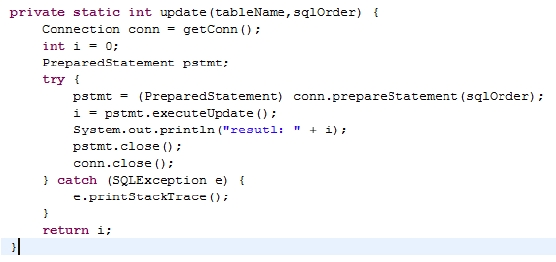 private static int update(tableName,sqlOrder) {
    Connection conn = getConn();
    int i = 0;
    PreparedStatement pstmt;
    try {
        pstmt = (PreparedStatement) conn.prepareStatement(sqlOrder);
        i = pstmt.executeUpdate();
        System.out.println("resutl: " + i);
        pstmt.close();
        conn.close();
    } catch (SQLException e) {
        e.printStackTrace();
    }
    return i;
}